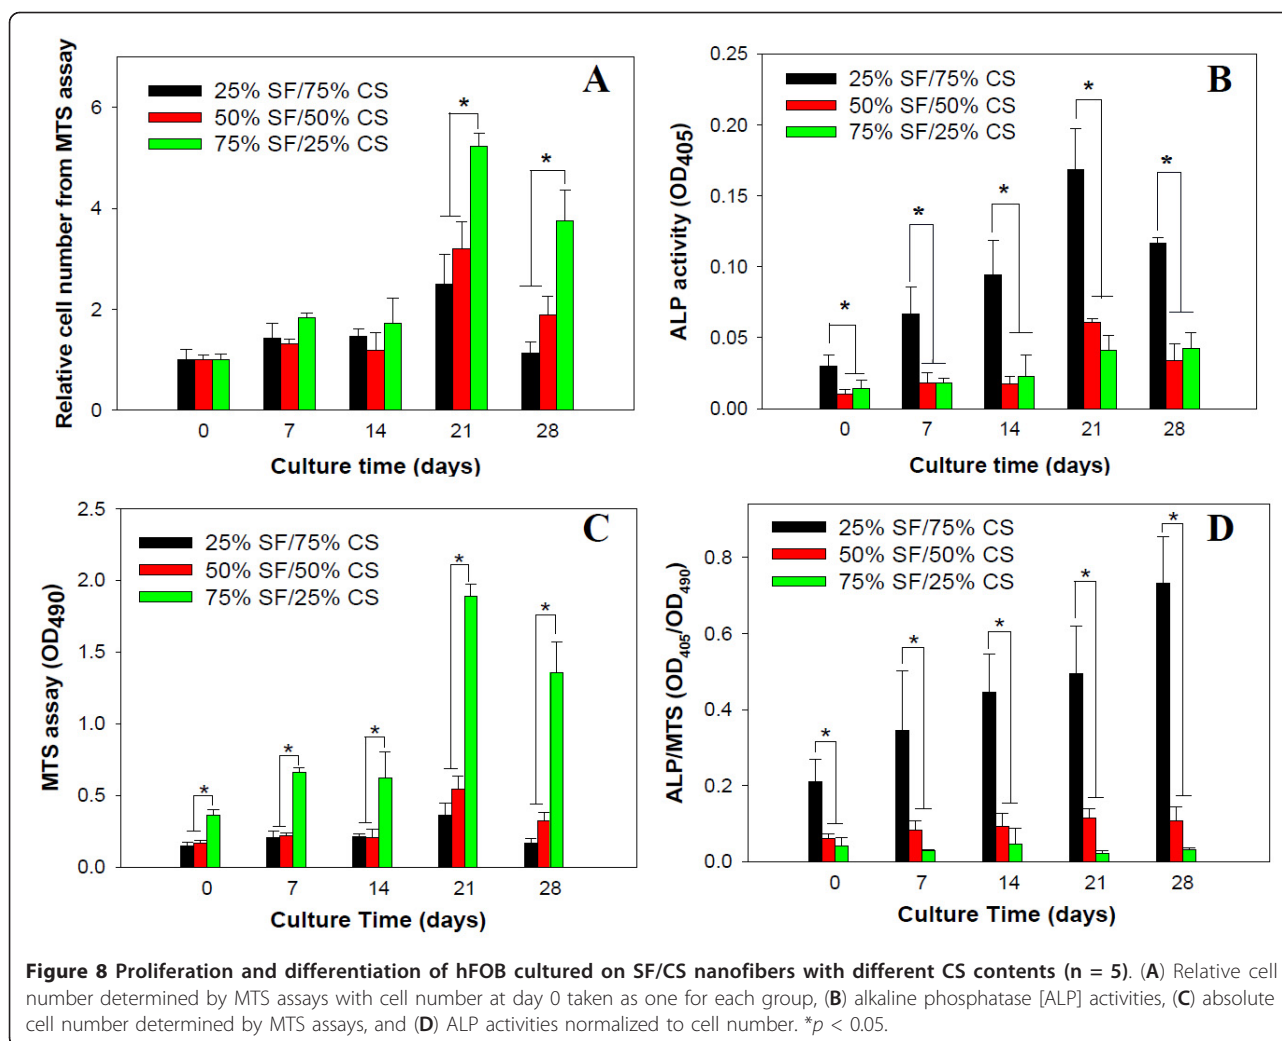 A
25% SF/75% CS
50% SF/50% CS
75% SF/25% CS
Relative cell number from MTS assay
6
4
2
0
* *
0 7 14 21 28
Culture time (days)
B
25% SF/75% CS
50% SF/50% CS
75% SF/25% CS
ALP activity (OD405)
0.25
0.20
0.15
0.10
0.05
0.00
* * * * *
0 7 14 21 28
Culture time (days)
C
25% SF/75% CS
50% SF/50% CS
75% SF/25% CS
MTS assay (OD490)
2.5
2.0
1.5
1.0
0.5
0.0
* * * * *
0 7 14 21 28
Culture Time (days)
D
25% SF/75% CS
50% SF/50% CS
75% SF/25% CS
ALP/MTS (OD405/OD490)
0.8
0.6
0.4
0.2
0.0
* * * * *
0 7 14 21 28
Culture Time (days)
Figure 8 Proliferation and differentiation of hFOB cultured on SF/CS nanofibers with different CS contents (n = 5). (A) Relative cell
number determined by MTS assays with cell number at day 0 taken as one for each group, (B) alkaline phosphatase [ALP] activities, (C) absolute
cell number determined by MTS assays, and (D) ALP activities normalized to cell number. *p < 0.05.